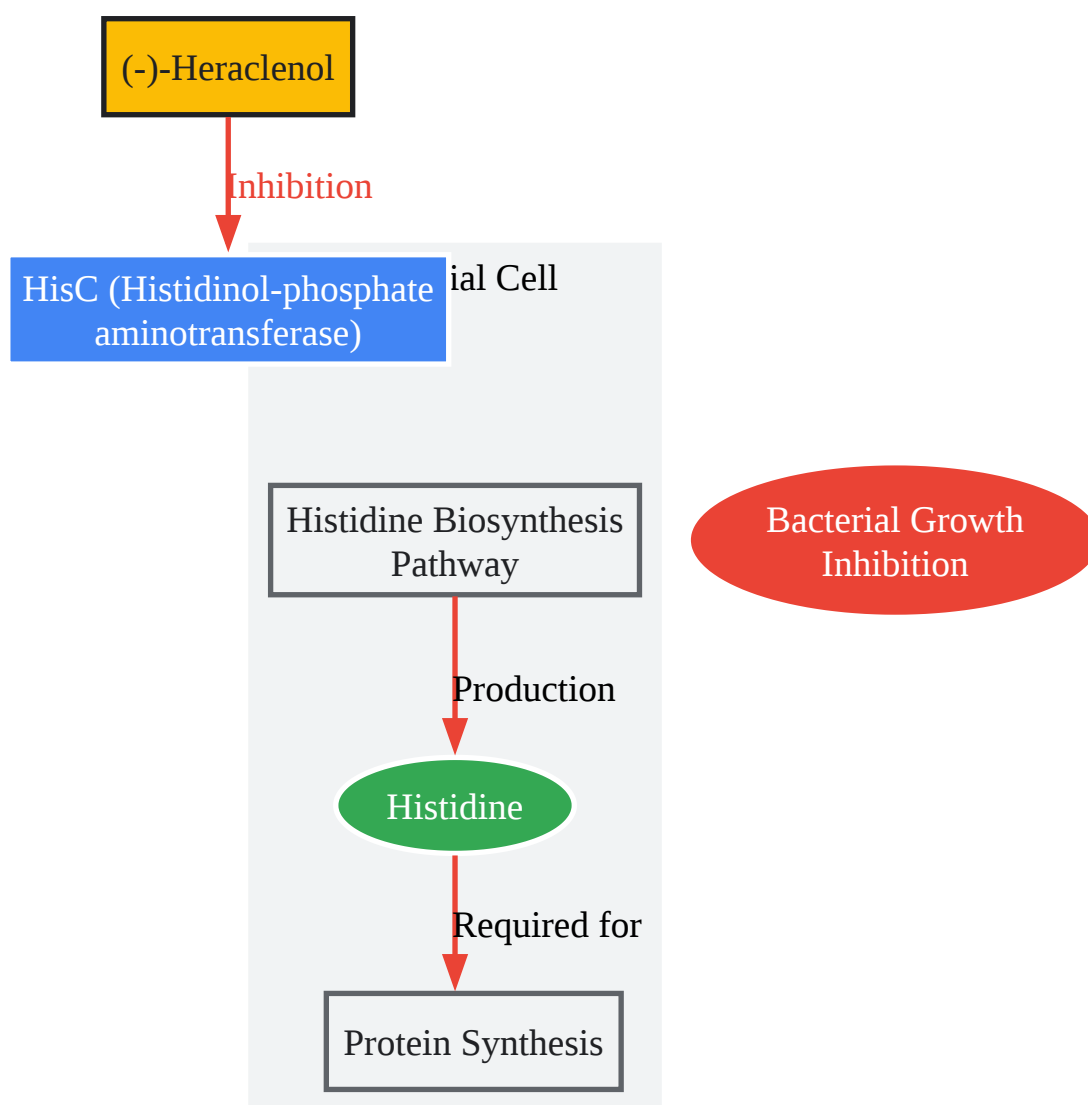 (-)-Heraclenol
Inhibition
ial Cell
HisC (Histidinol-phosphate
aminotransferase)
Histidine Biosynthesis
Pathway
Bacterial Growth
Inhibition
Production
Histidine
Required for
Protein Synthesis